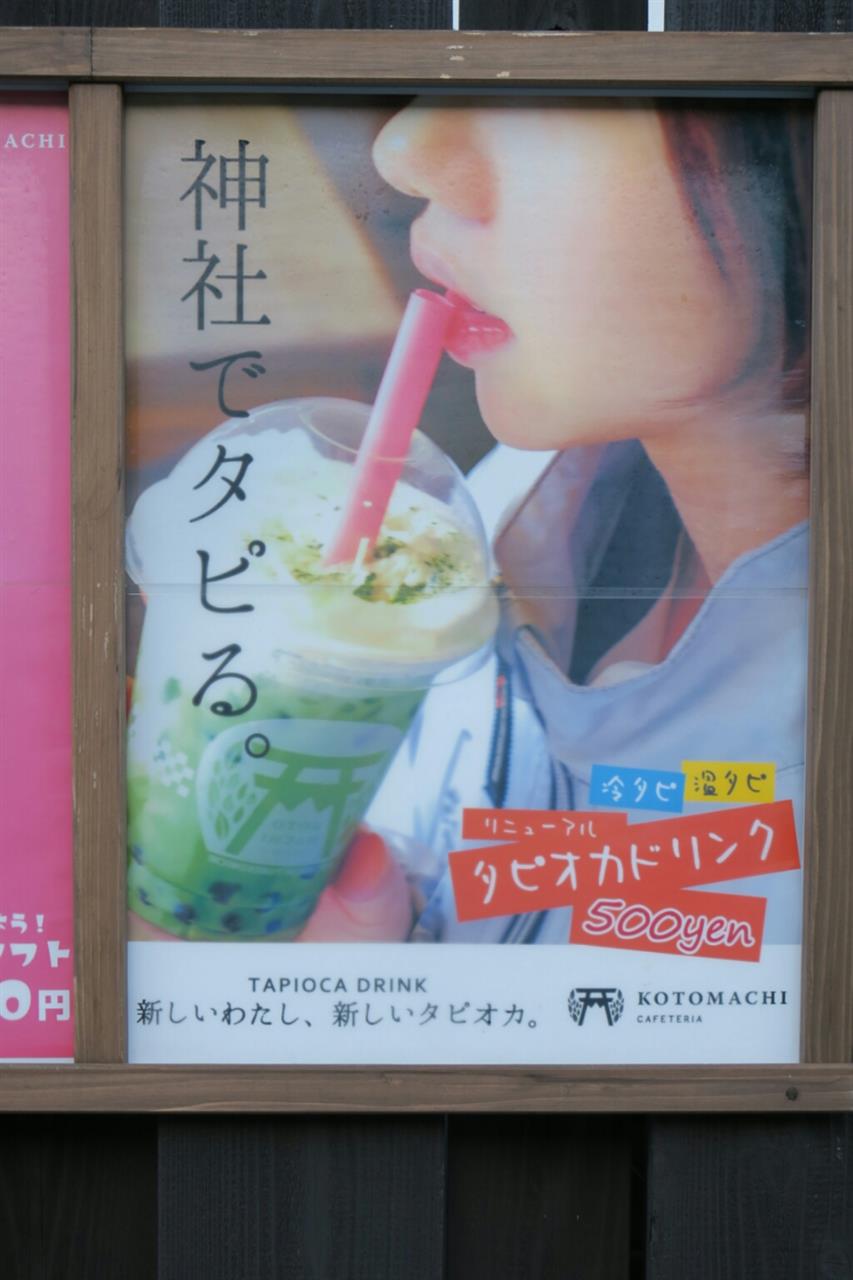 ACHI
う!
フト
0円
神社でタピる。
冷タピ
温タピ
リニューアル
タピオカドリンク
500yen
TAPIOCA DRINK
新しいわたし、新しいタピオカ。
KOTOMACHI
CAFETERIA